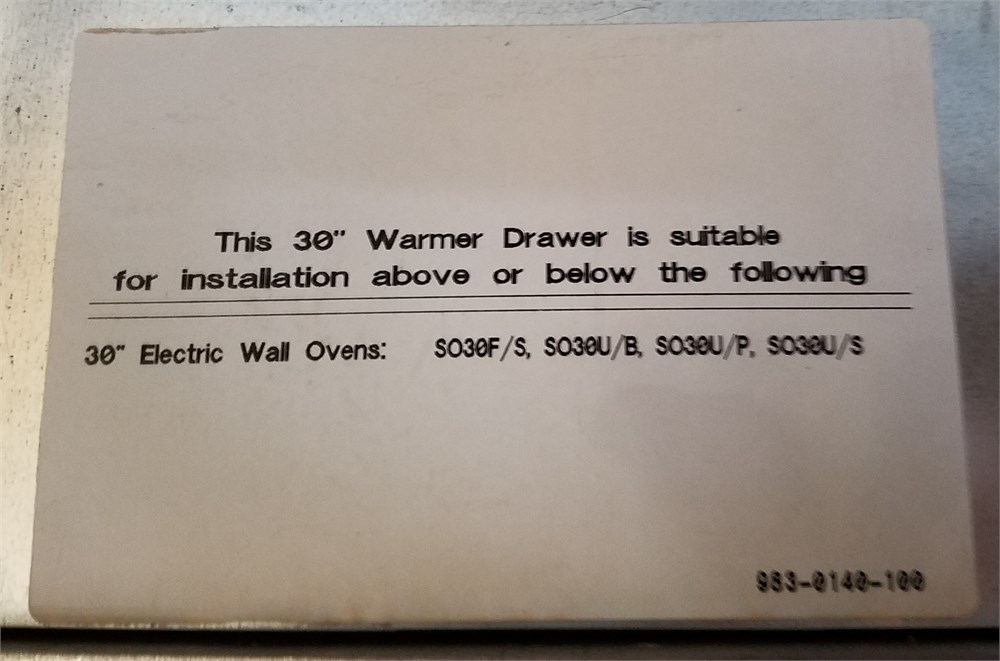 This 30" Warmer Drawer is suitable
for installation above or below the following
30" Electric Wall Ovens: SO30F/S, SO30U/B, SO30U/P, SO30U/S
983-0140-100